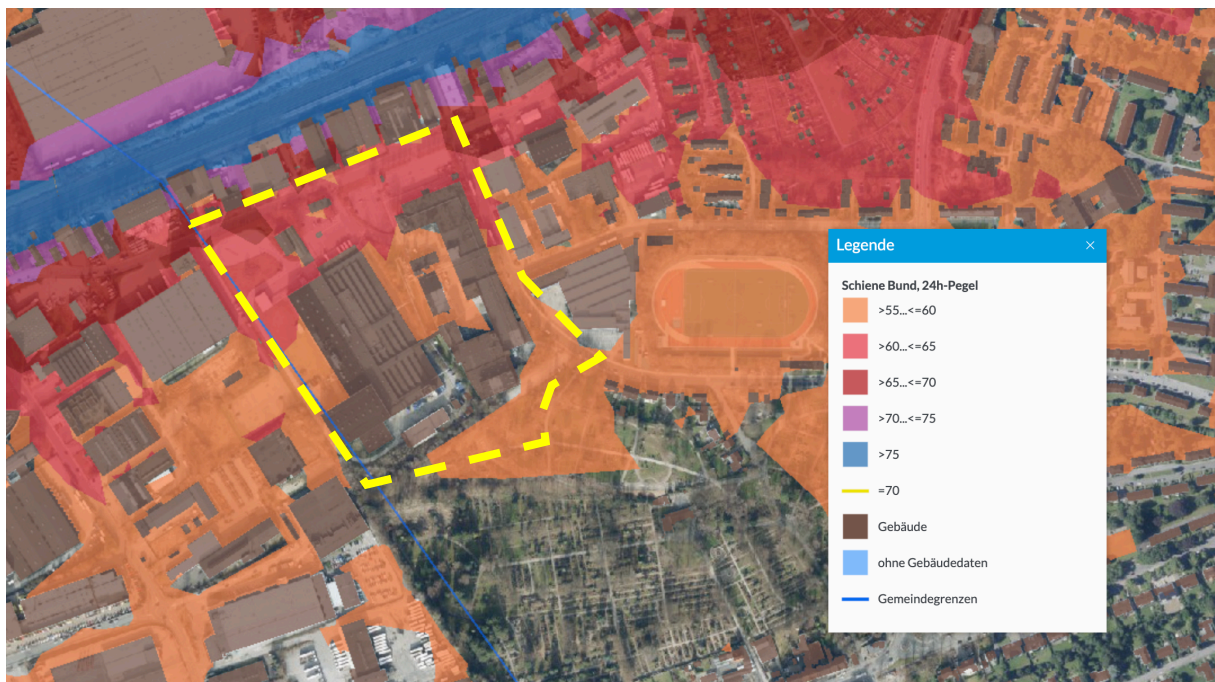 Legende
Schiene Bund, 24h-Pegel
>55...<=60
>60...<=65
>65...<=70
>70...<=75
>75
=70
Gebäude
ohne Gebäudedaten
Gemeindegrenzen